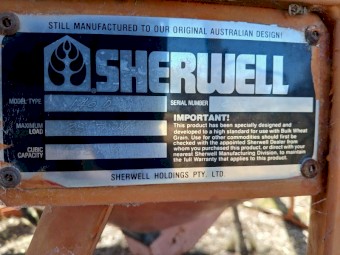 STILL MANUFACTURED TO OUR ORIGINAL AUSTRALIAN DESIGN!
SHERWELL
MODEL TYPE
SERIAL NUMBER
MAXIMUM
LOAD
CUBIC
CAPACITY
IMPORTANT!
This product has been specially designed and
developed to a high standard for use with Bulk Wheat
Grain. Use for other commodities should first be
checked with the appointed Sherwell Dealer from
whom you purchased this product, or direct with your
nearest Sherwell Manufacturing Division, to maintain
the full Warranty that applies to this product.
SHERWELL HOLDINGS PTY. LTD